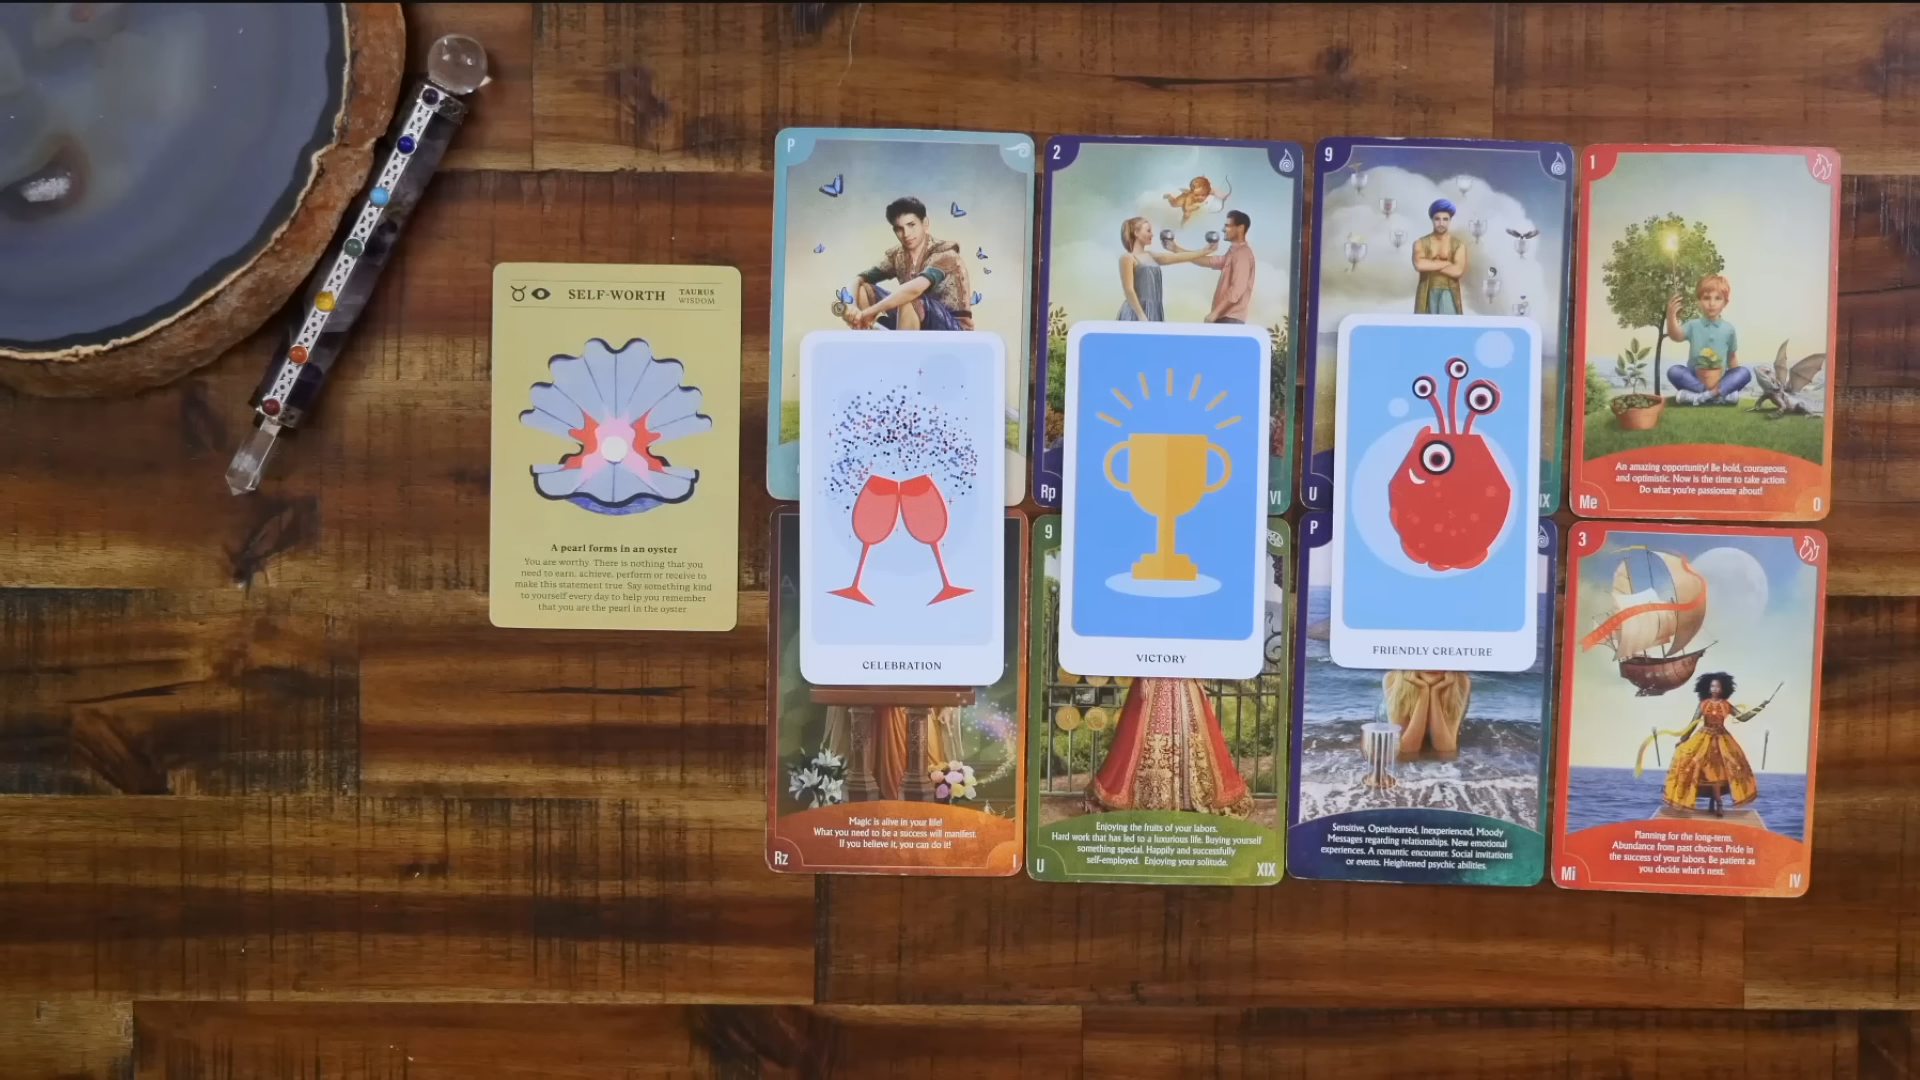 SELF-WORTH
TAURUS
WISDOM
A pearl forms in an oyster
You are worthy. There is nothing that you
need to earn, achieve, perform or receive to
make this statement true. Say something kind
to yourself every day to help you remember
that you are the pearl in the oyster
P
2
Rp
VI
9
U
IX
1
An amazing opportunity! Be bold, courageous,
and optimistic. Now is the time to take action.
Do what you're passionate about!
Me
O
CELEBRATION
VICTORY
FRIENDLY CREATURE
Magic is alive in your life!
What you need to be a success will manifest.
If you believe it, you can do it!
Rz
I
9
Enjoying the fruits of your labors.
Hard work that has led to a luxurious life. Buying yourself
something special. Happily and successfully
self-employed. Enjoying your solitude.
U
XIX
P
Sensitive, Openhearted, Inexperienced, Moody
Messages regarding relationships. New emotional
experiences. A romantic encounter. Social invitations
or events. Heightened psychic abilities.
3
Planning for the long-term.
Abundance from past choices. Pride in
the success of your labors. Be patient as
you decide what's next.
Mi
IV